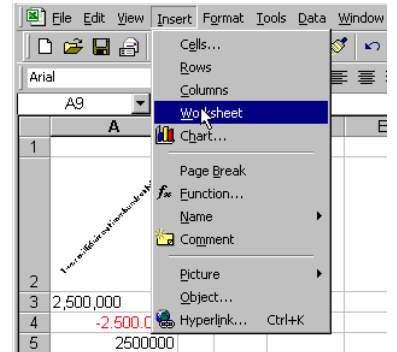 File Edit View Insert Format Tools Data Window
Arial
A9
Cells...
Rows
Columns
Worksheet
Chart...
Page Break
fx Function...
Name
Comment
Picture
Object...
Hyperlink... Ctrl+K
A E
1
2
3 2,500,000
4 -2.500.0
5 2500000